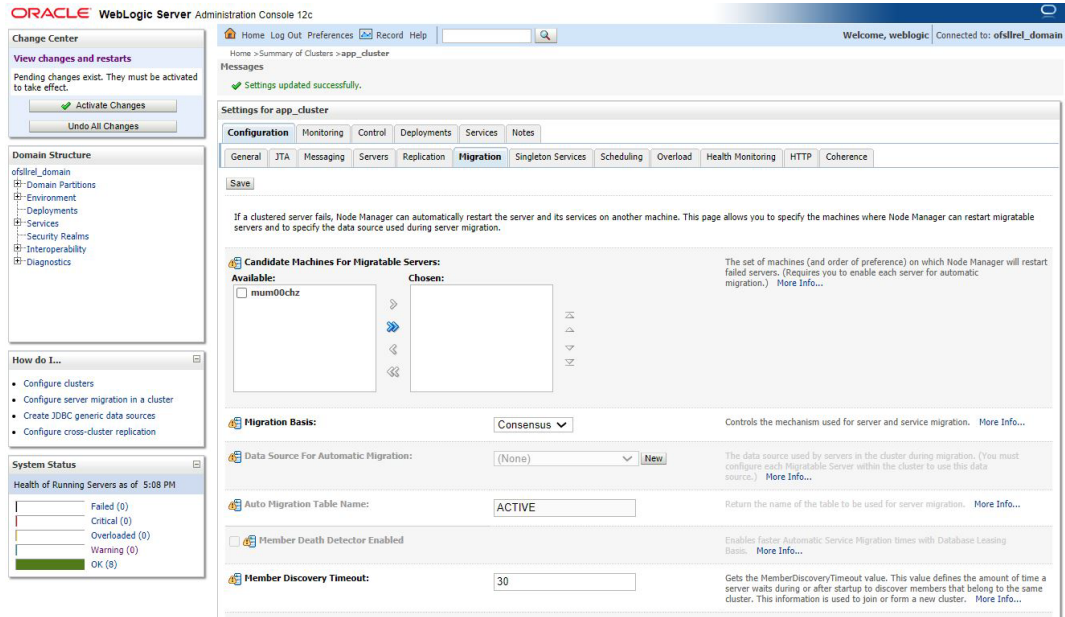 ORACLE WebLogic Server Administration Console 12c
Change Center
View changes and restarts
Pending changes exist. They must be activated
to take effect.
Activate Changes
Undo All Changes
Domain Structure
ofsllrel_domain
Domain Partitions
Environment
Deployments
Services
Security Realms
Interoperability
Diagnostics
How do I...
Configure clusters
Configure server migration in a cluster
Create JDBC generic data sources
Configure cross-cluster replication
System Status
Health of Running Servers as of 5:08 PM
Failed (0)
Critical (0)
Overloaded (0)
Warning (0)
OK (8)
Home Log Out Preferences Record Help
Welcome, weblogic Connected to: ofsllrel_domain
Home >Summary of Clusters >app_cluster
Messages
Settings updated successfully.
Settings for app_cluster
Configuration Monitoring Control Deployments Services Notes
General JTA Messaging Servers Replication Migration Singleton Services Scheduling Overload Health Monitoring HTTP Coherence
Save
If a clustered server fails, Node Manager can automatically restart the server and its services on another machine. This page allows you to specify the machines where Node Manager can restart migratable
servers and to specify the data source used during server migration.
Candidate Machines For Migratable Servers:
Available: Chosen:
mum00chz
The set of machines (and order of preference) on which Node Manager will restart
failed servers. (Requires you to enable each server for automatic
migration.) More Info...
Migration Basis: Consensus
Controls the mechanism used for server and service migration. More Info...
Data Source For Automatic Migration: (None) New
The data source used by servers in the cluster during migration. (You must
configure each Migratable Server within the cluster to use this data
source.) More Info...
Auto Migration Table Name: ACTIVE
Return the name of the table to be used for server migration. More Info...
Member Death Detector Enabled
Enables faster Automatic Service Migration times with Database Leasing
Basis. More Info...
Member Discovery Timeout: 30
Gets the MemberDiscoveryTimeout value. This value defines the amount of time a
server waits during or after startup to discover members that belong to the same
cluster. This information is used to join or form a new cluster. More Info...